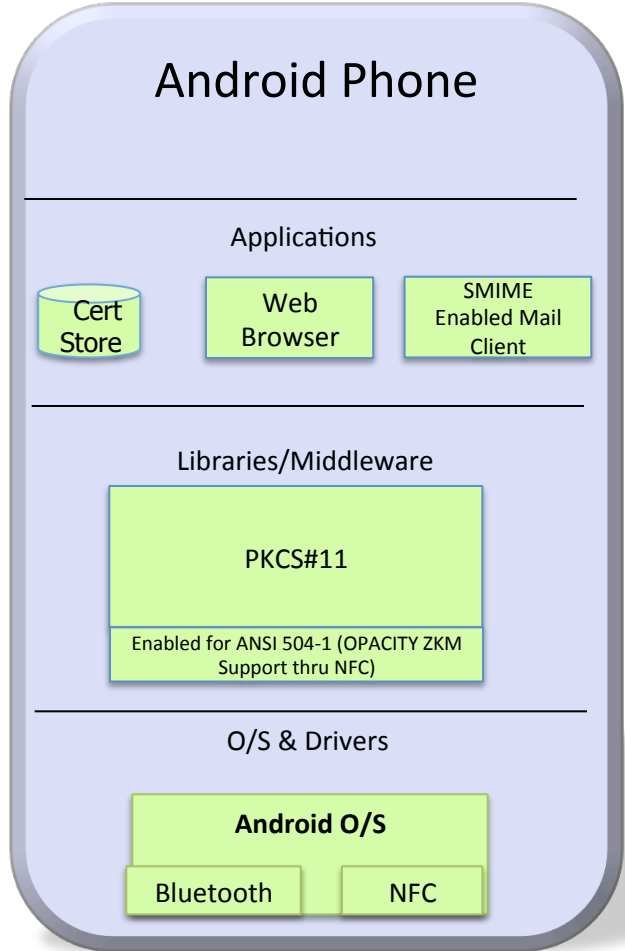 Android Phone
Applications
Cert
Store
Web
Browser
SMIME
Enabled Mail
Client
Libraries/Middleware
PKCS#11
Enabled for ANSI 504-1 (OPACITY ZKM
Support thru NFC)
O/S & Drivers
Android O/S
Bluetooth
NFC